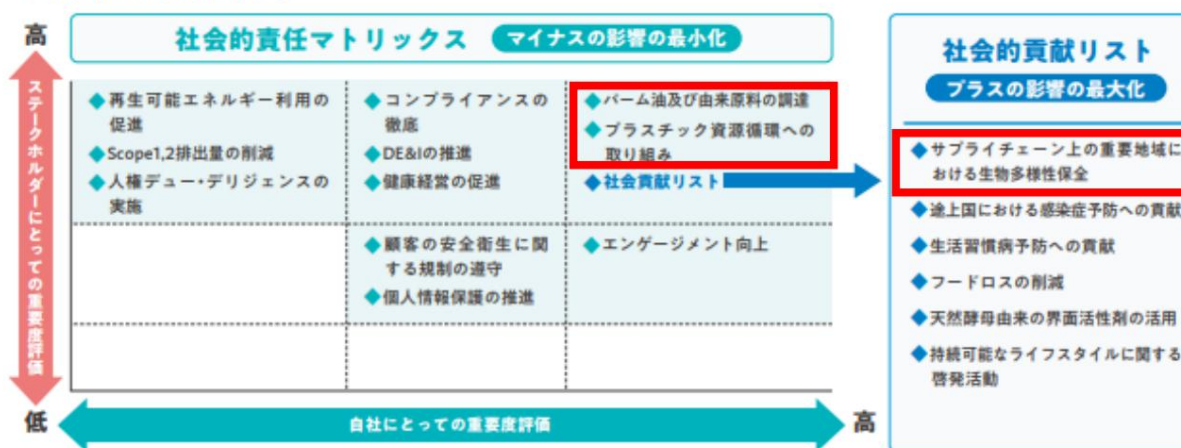 高
社会的責任マトリックス マイナスの影響の最小化
ステークホルダーにとっての重要度評価
◆再生可能エネルギー利用の
促進
◆Scope1,2排出量の削減
◆人権デュー・デリジェンスの
実施
◆コンプライアンスの
徹底
◆DE&Iの推進
◆健康経営の促進
◆パーム油及び由来原料の調達
◆プラスチック資源循環への
取り組み
◆社会貢献リスト
◆顧客の安全衛生に関
する規制の遵守
◆個人情報保護の推進
◆エンゲージメント向上
低
自社にとっての重要度評価
高
社会的貢献リスト
プラスの影響の最大化
◆サプライチェーン上の重要地域に
おける生物多様性保全
◆途上国における感染症予防への貢献
◆生活習慣病予防への貢献
◆フードロスの削減
◆天然酵母由来の界面活性剤の活用
◆持続可能なライフスタイルに関する
啓発活動